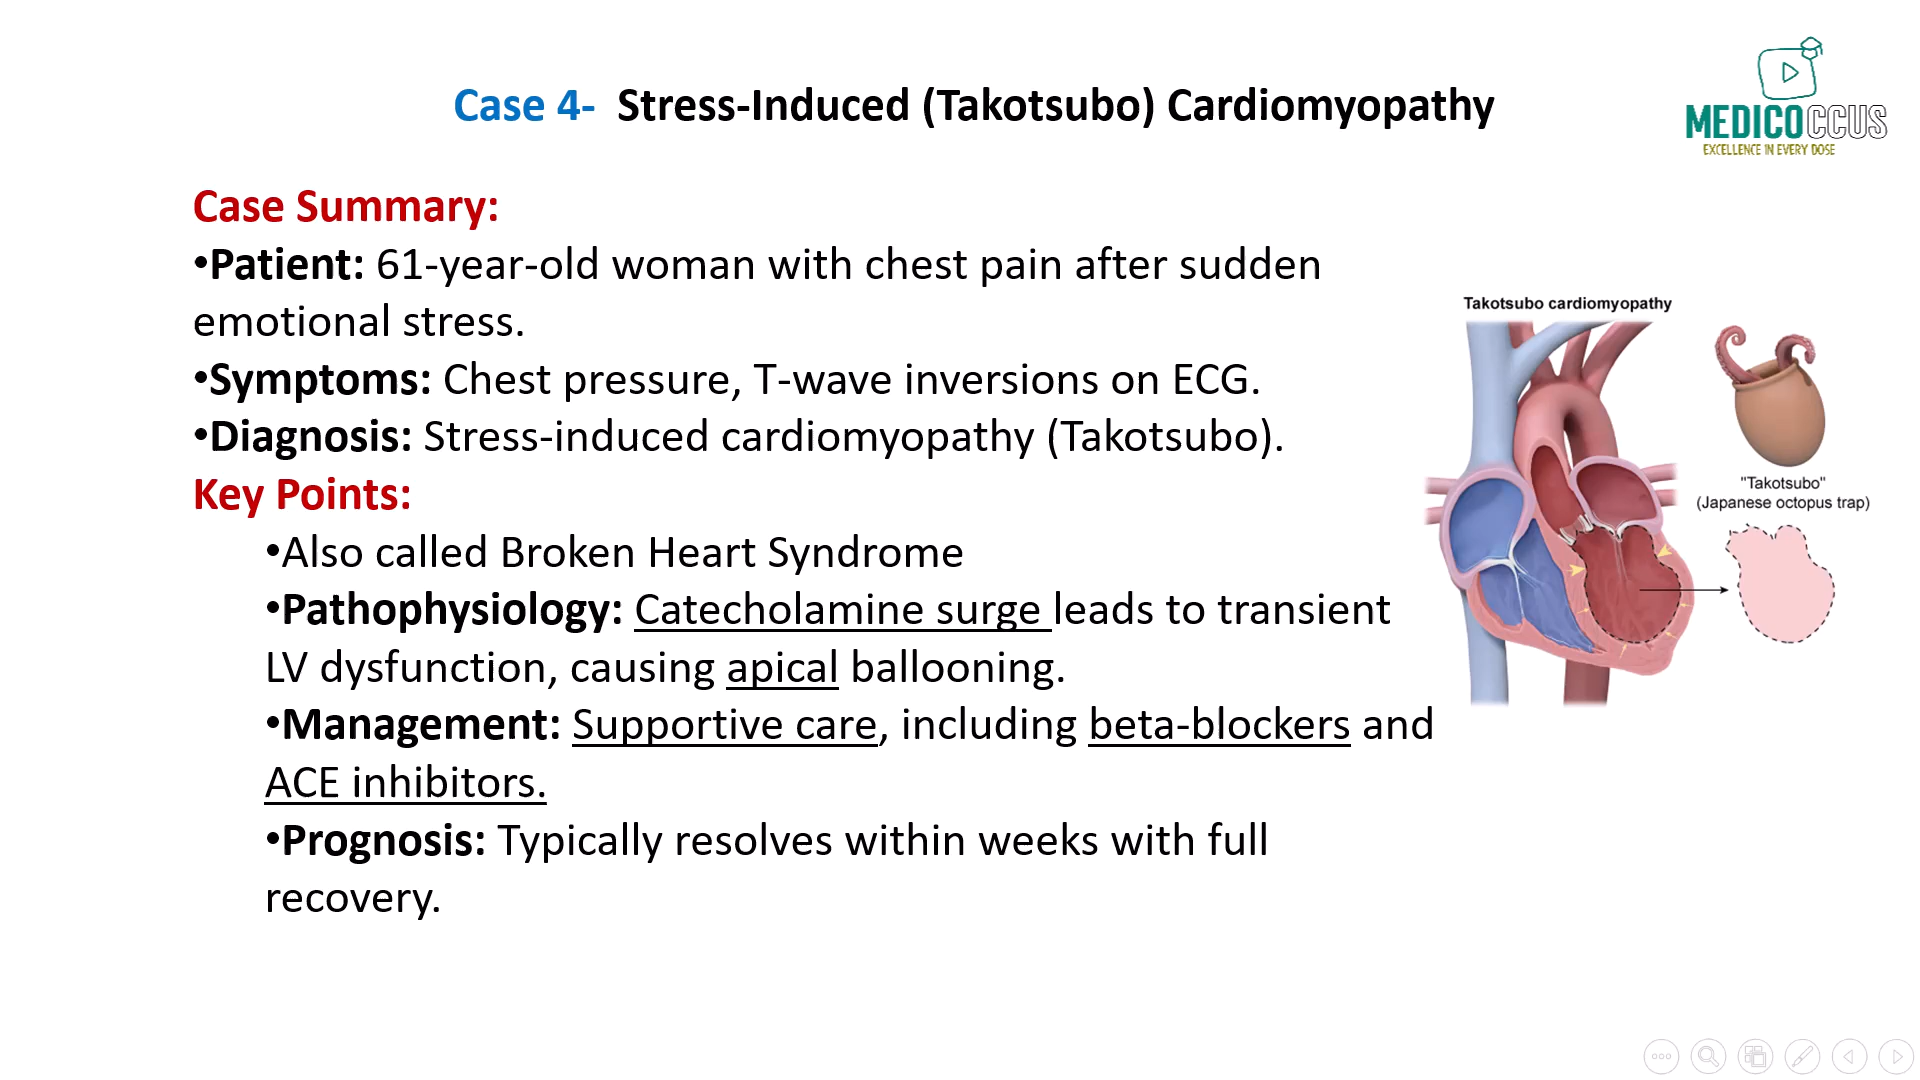 Case 4- Stress-Induced (Takotsubo) Cardiomyopathy
MEDICOCCUS
EXCELLENCE IN EVERY DOSE
Case Summary:
•Patient: 61-year-old woman with chest pain after sudden
emotional stress.
•Symptoms: Chest pressure, T-wave inversions on ECG.
•Diagnosis: Stress-induced cardiomyopathy (Takotsubo).
Key Points:
•Also called Broken Heart Syndrome
•Pathophysiology: Catecholamine surge leads to transient
LV dysfunction, causing apical ballooning.
•Management: Supportive care, including beta-blockers and
ACE inhibitors.
•Prognosis: Typically resolves within weeks with full
recovery.
Takotsubo cardiomyopathy
"Takotsubo"
(Japanese octopus trap)